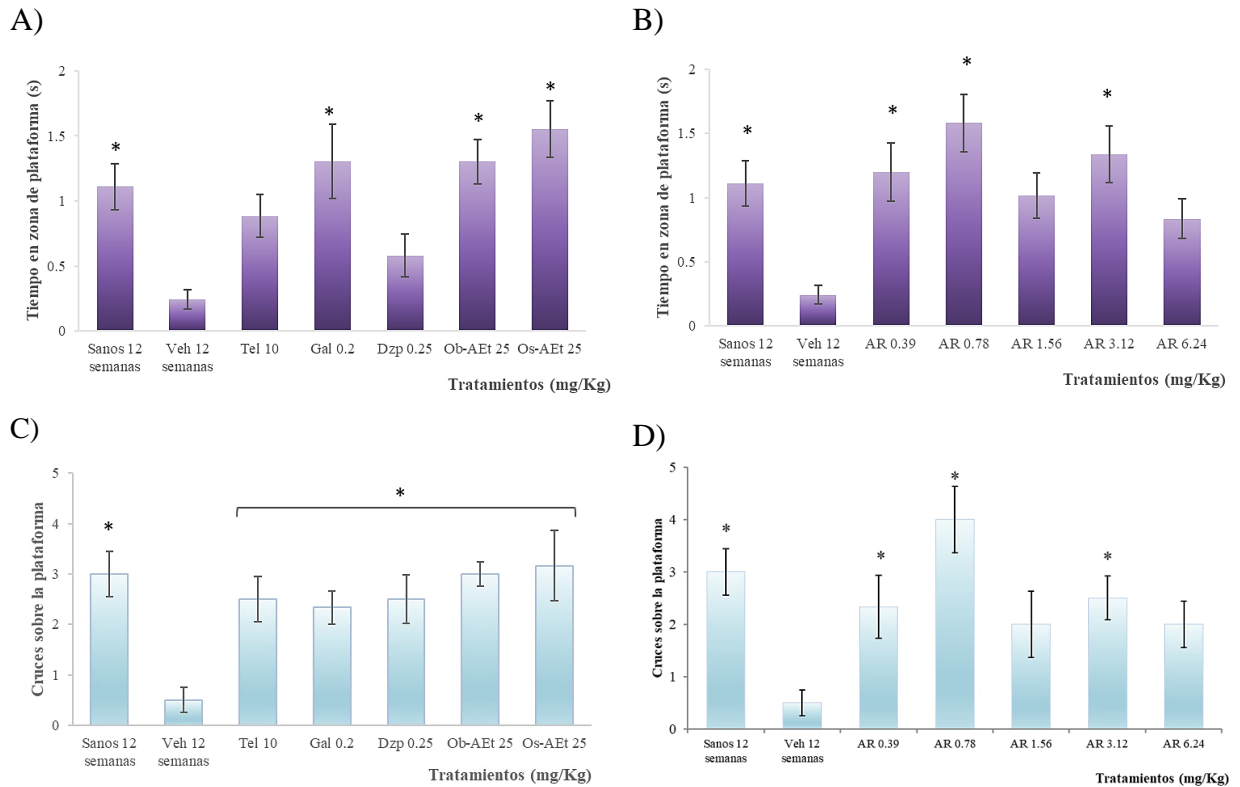 A)
Tiempo en zona de plataforma (s)
2
1.5
1
0.5
0
*
*
*
*
Sanos 12 semanas
Veh 12 semanas
Tel 10
Gal 0.2
Dzp 0.25
Ob-AEt 25
Os-AEt 25
Tratamientos (mg/Kg)
B)
Tiempo en zona de plataforma (s)
2
1.5
1
0.5
0
*
*
*
*
Sanos 12 semanas
Veh 12 semanas
AR 0.39
AR 0.78
AR 1.56
AR 3.12
AR 6.24
Tratamientos (mg/Kg)
C)
Cruces sobre la plataforma
5
4
3
2
1
0
*
*
Sanos 12 semanas
Veh 12 semanas
Tel 10
Gal 0.2
Dzp 0.25
Ob-AEt 25
Os-AEt 25
Tratamientos (mg/Kg)
D)
Cruces sobre la plataforma
5
4
3
2
1
0
*
*
*
*
Sanos 12 semanas
Veh 12 semanas
AR 0.39
AR 0.78
AR 1.56
AR 3.12
AR 6.24
Tratamientos (mg/Kg)